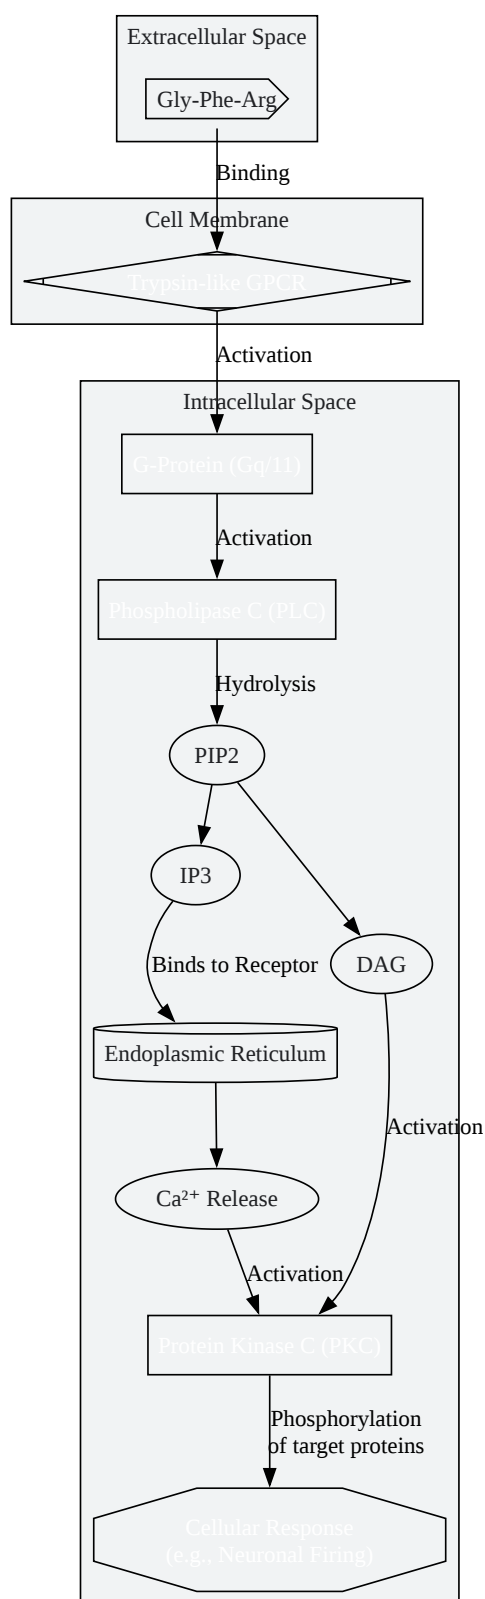 Extracellular Space
Gly-Phe-Arg
Binding
Cell Membrane
Trypsin-like GPCR
Activation
Intracellular Space
G-Protein (Gq/11)
Activation
Phospholipase C (PLC)
Hydrolysis
PIP2
IP3
Binds to Receptor
DAG
Endoplasmic Reticulum
Activation
Ca²⁺ Release
Activation
Protein Kinase C (PKC)
Phosphorylation
of target proteins
Cellular Response
(e.g., Neuronal Firing)